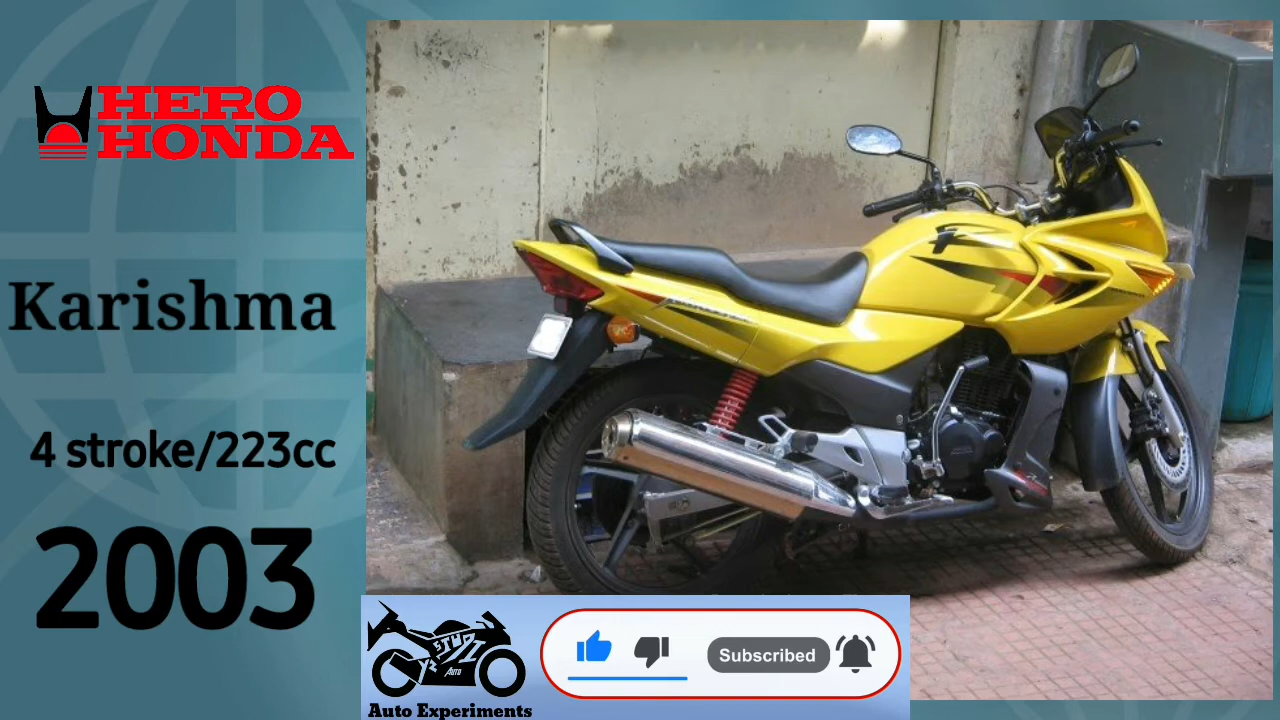 HERO
HONDA
Karishma
4 stroke/223cc
2003
Subscribed
Auto Experiments